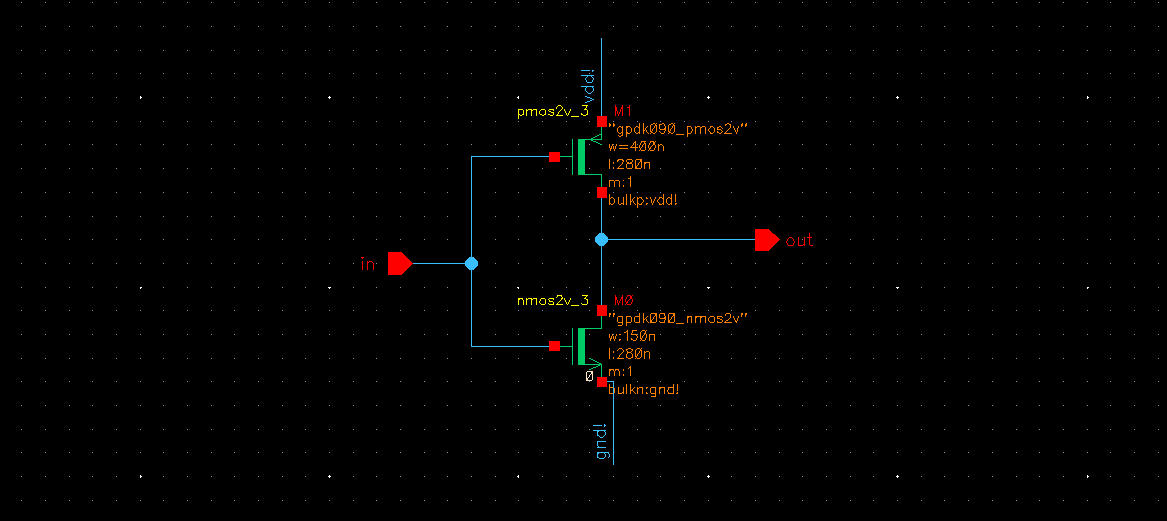 vdd!
pmos2v_3 M1
"gpdk090_pmos2v"
w=400n
l:280n
m:1
bulkp:vdd!
out
in
nmos2v_3 M0
"gpdk090_nmos2v"
w:150n
l:280n
m:1
0
bulkn:gnd!
gnd!